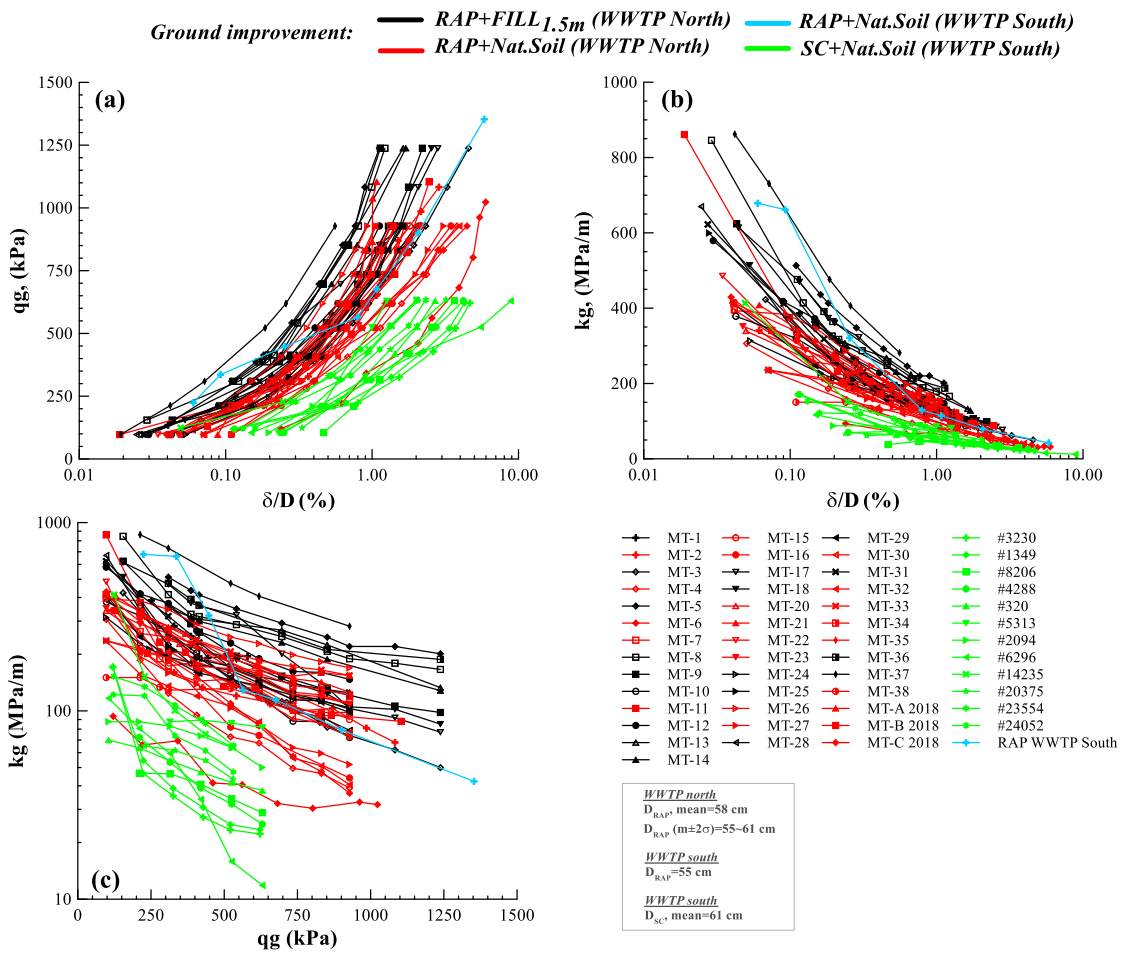 Ground improvement:
RAP+FILL1.5m (WWTP North)
RAP+Nat.Soil (WWTP South)
RAP+Nat.Soil (WWTP North)
SC+Nat.Soil (WWTP South)
(a)
qg, (kPa)
1500
1250
1000
750
500
250
0
0.01
0.10
1.00
10.00
δ/D (%)
(b)
kg, (MPa/m)
1000
800
600
400
200
0
0.01
0.10
1.00
10.00
δ/D (%)
(c)
kg (MPa/m)
1000
100
10
0
250
500
750
1000
1250
1500
qg (kPa)
MT-1
MT-2
MT-3
MT-4
MT-5
MT-6
MT-7
MT-8
MT-9
MT-10
MT-11
MT-12
MT-13
MT-14
MT-15
MT-16
MT-17
MT-18
MT-20
MT-21
MT-22
MT-23
MT-24
MT-25
MT-26
MT-27
MT-28
MT-29
MT-30
MT-31
MT-32
MT-33
MT-34
MT-35
MT-36
MT-37
MT-38
MT-A 2018
MT-B 2018
MT-C 2018
#3230
#1349
#8206
#4288
#320
#5313
#2094
#6296
#14235
#20375
#23554
#24052
RAP WWTP South
WWTP north
DRAP, mean=58 cm
DRAP (m±2σ)=55~61 cm
WWTP south
DRAP=55 cm
WWTP south
DSC, mean=61 cm